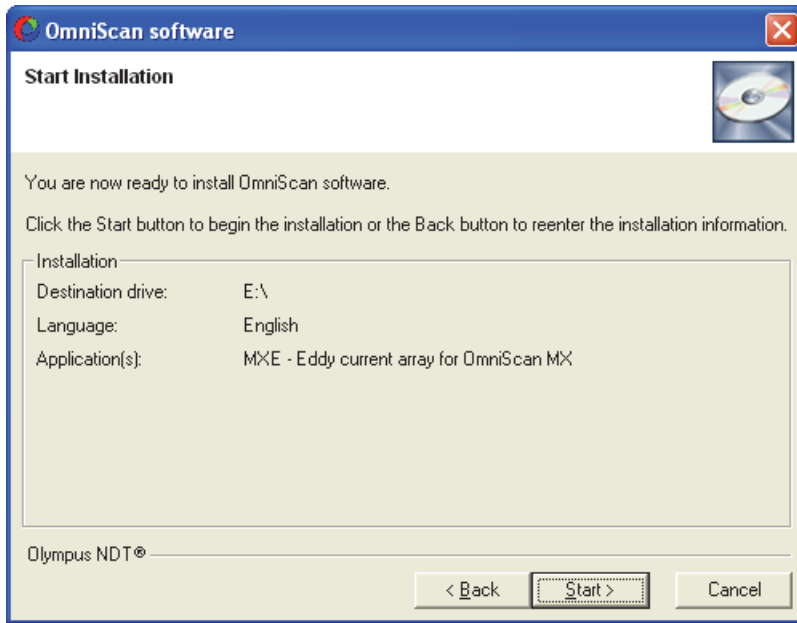 OmniScan software
Start Installation
You are now ready to install OmniScan software.
Click the Start button to begin the installation or the Back button to reenter the installation information.
Installation
Destination drive: E:\
Language: English
Application(s): MXE - Eddy current array for OmniScan MX
Olympus NDT®
< Back Start > Cancel